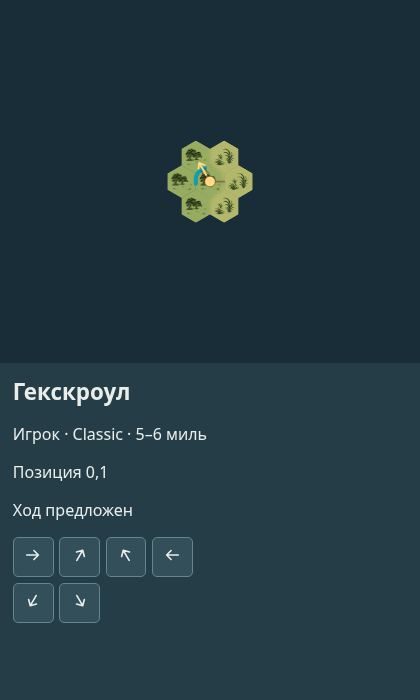 Гекскроул
Игрок · Classic · 5–6 миль
Позиция 0,1
Ход предложен
→ ↗ ↖ ←
↙ ↘